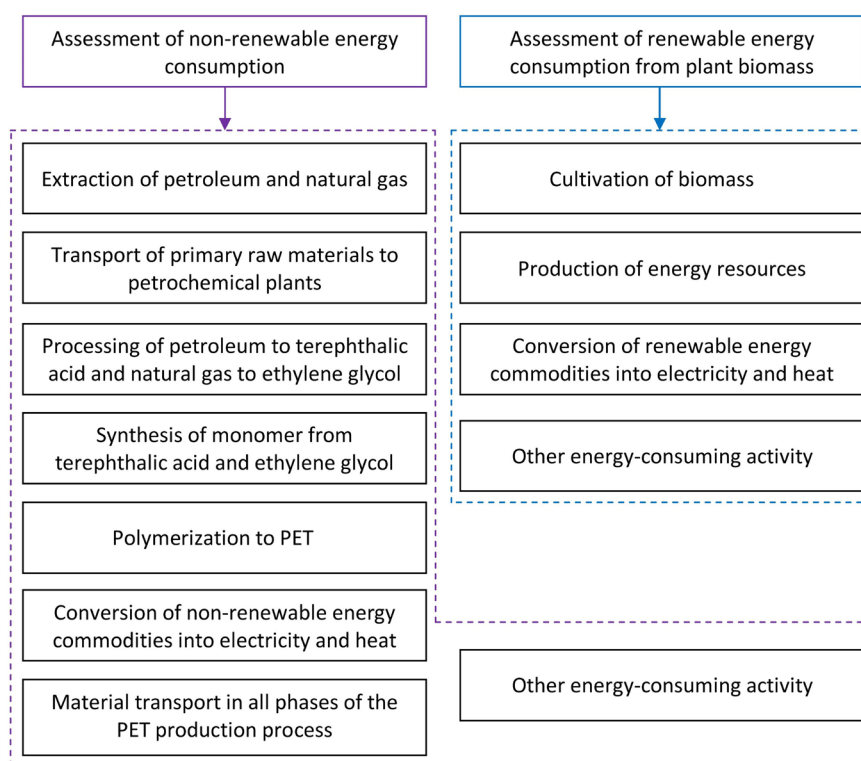 Assessment of non-renewable energy
consumption
Assessment of renewable energy
consumption from plant biomass
Extraction of petroleum and natural gas
Transport of primary raw materials to
petrochemical plants
Processing of petroleum to terephthalic
acid and natural gas to ethylene glycol
Synthesis of monomer from
terephthalic acid and ethylene glycol
Polymerization to PET
Conversion of non-renewable energy
commodities into electricity and heat
Material transport in all phases of the
PET production process
Cultivation of biomass
Production of energy resources
Conversion of renewable energy
commodities into electricity and heat
Other energy-consuming activity
Other energy-consuming activity